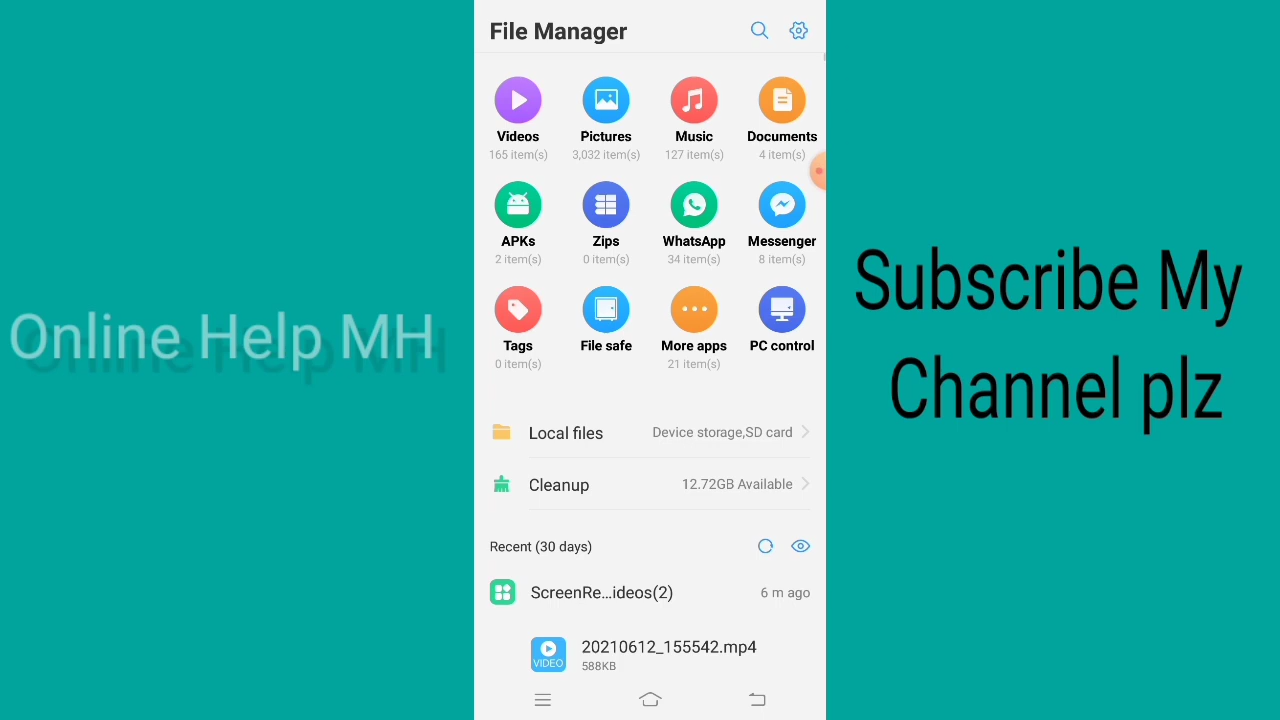 File Manager
Videos
165 item(s)
Pictures
3,032 item(s)
Music
127 item(s)
Documents
4 item(s)
APKs
2 item(s)
Zips
0 item(s)
WhatsApp
34 item(s)
Messenger
8 item(s)
Tags
0 item(s)
File safe
More apps
21 item(s)
PC control
Local files
Device storage,SD card
Cleanup
12.72GB Available
Recent (30 days)
ScreenRe...ideos(2)
6 m ago
VIDEO
20210612_155542.mp4
588KB
Online Help MH
Subscribe My
Channel plz